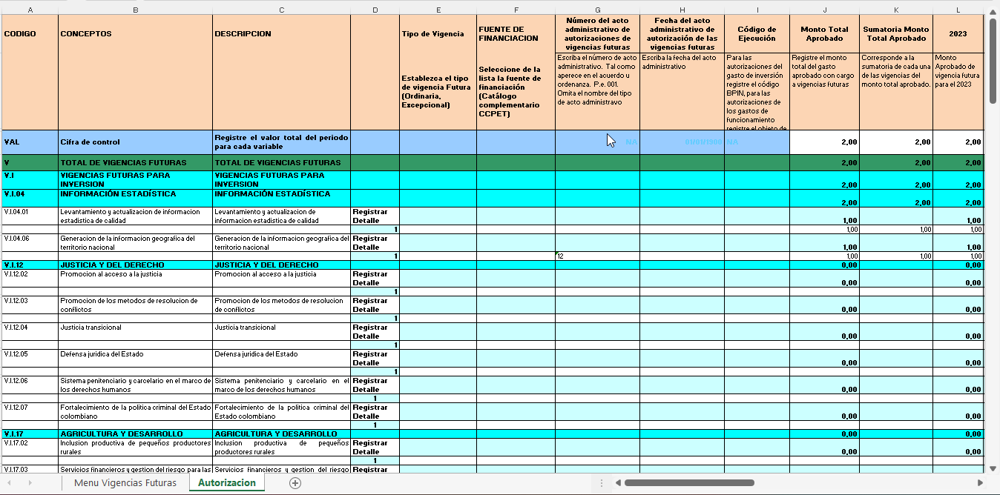 A B C D E F G H I J K L
CODIGO CONCEPTOS DESCRIPCION Tipo de Vigencia FUENTE DE FINANCIACION Número del acto administrativo de autorizaciones de vigencias futuras Fecha del acto administrativo de autorización de las vigencias futuras Código de Ejecución Monto Total Aprobado Sumatoria Monto Total Aprobado 2023
Establezca el tipo de vigencia Futura (Ordinaria, Excepcional) Seleccione de la lista la fuente de financiación (Catálogo complementario CCPET) Escriba el número de acto administrativo. Tal como aperece en el acuerdo u ordenanza. P.e. 001. Omita el nombre del tipo de acto administravo Escriba la fecha del acto administrativo Para las autorizaciones del gasto de inversión registre el código BPIN, para las autorizaciones de los gastos de funcionamiento registre el objeto de Registre el monto total del gasto aprobado con cargo a vigencias futuras Corresponde a la sumatoria de cada una de las vigencias del monto total aprobado. Monto Aprobado de vigencia futura para el 2023
VAL Cifra de control Registre el valor total del periodo para cada variable NA 01/01/1900 NA 2,00 2,00 2,00
V TOTAL DE VIGENCIAS FUTURAS TOTAL DE VIGENCIAS FUTURAS 2,00 2,00 2,00
V.I VIGENCIAS FUTURAS PARA INVERSION VIGENCIAS FUTURAS PARA INVERSION 2,00 2,00 2,00
V.I.04 INFORMACIÓN ESTADÍSTICA INFORMACIÓN ESTADÍSTICA 2,00 2,00 2,00
V.I.04.01 Levantamiento y actualizacion de informacion estadistica de calidad Levantamiento y actualizacion de informacion estadistica de calidad Registrar Detalle 1,00 1,00
1 1,00 1,00 1,00
V.I.04.06 Generacion de la informacion geografica del territorio nacional Generacion de la informacion geografica del territorio nacional Registrar Detalle 1,00 1,00
1 12 1,00 1,00 1,00
V.I.12 JUSTICIA Y DEL DERECHO JUSTICIA Y DEL DERECHO 0,00 0,00
V.I.12.02 Promocion al acceso a la justicia Promocion al acceso a la justicia Registrar Detalle 0,00 0,00
1
V.I.12.03 Promocion de los metodos de resolucion de conflictos Promocion de los metodos de resolucion de conflictos Registrar Detalle 0,00 0,00
1
V.I.12.04 Justicia transicional Justicia transicional Registrar Detalle 0,00 0,00
1
V.I.12.05 Defensa juridica del Estado Defensa juridica del Estado Registrar Detalle 0,00 0,00
1
V.I.12.06 Sistema penitenciario y carcelario en el marco de los derechos humanos Sistema penitenciario y carcelario en el marco de los derechos humanos Registrar Detalle 0,00 0,00
1
V.I.12.07 Fortalecimiento de la politica criminal del Estado colombiano Fortalecimiento de la politica criminal del Estado colombiano Registrar Detalle 0,00 0,00
1
V.I.17 AGRICULTURA Y DESARROLLO AGRICULTURA Y DESARROLLO 0,00 0,00
V.I.17.02 Inclusion productiva de pequeños productores rurales Inclusion productiva de pequeños productores rurales Registrar Detalle 0,00 0,00
1
V.I.17.03 Servicios financieros y gestion del riesgo para las Servicios financieros y gestion del riesgo Registrar
Menu Vigencias Futuras Autorizacion